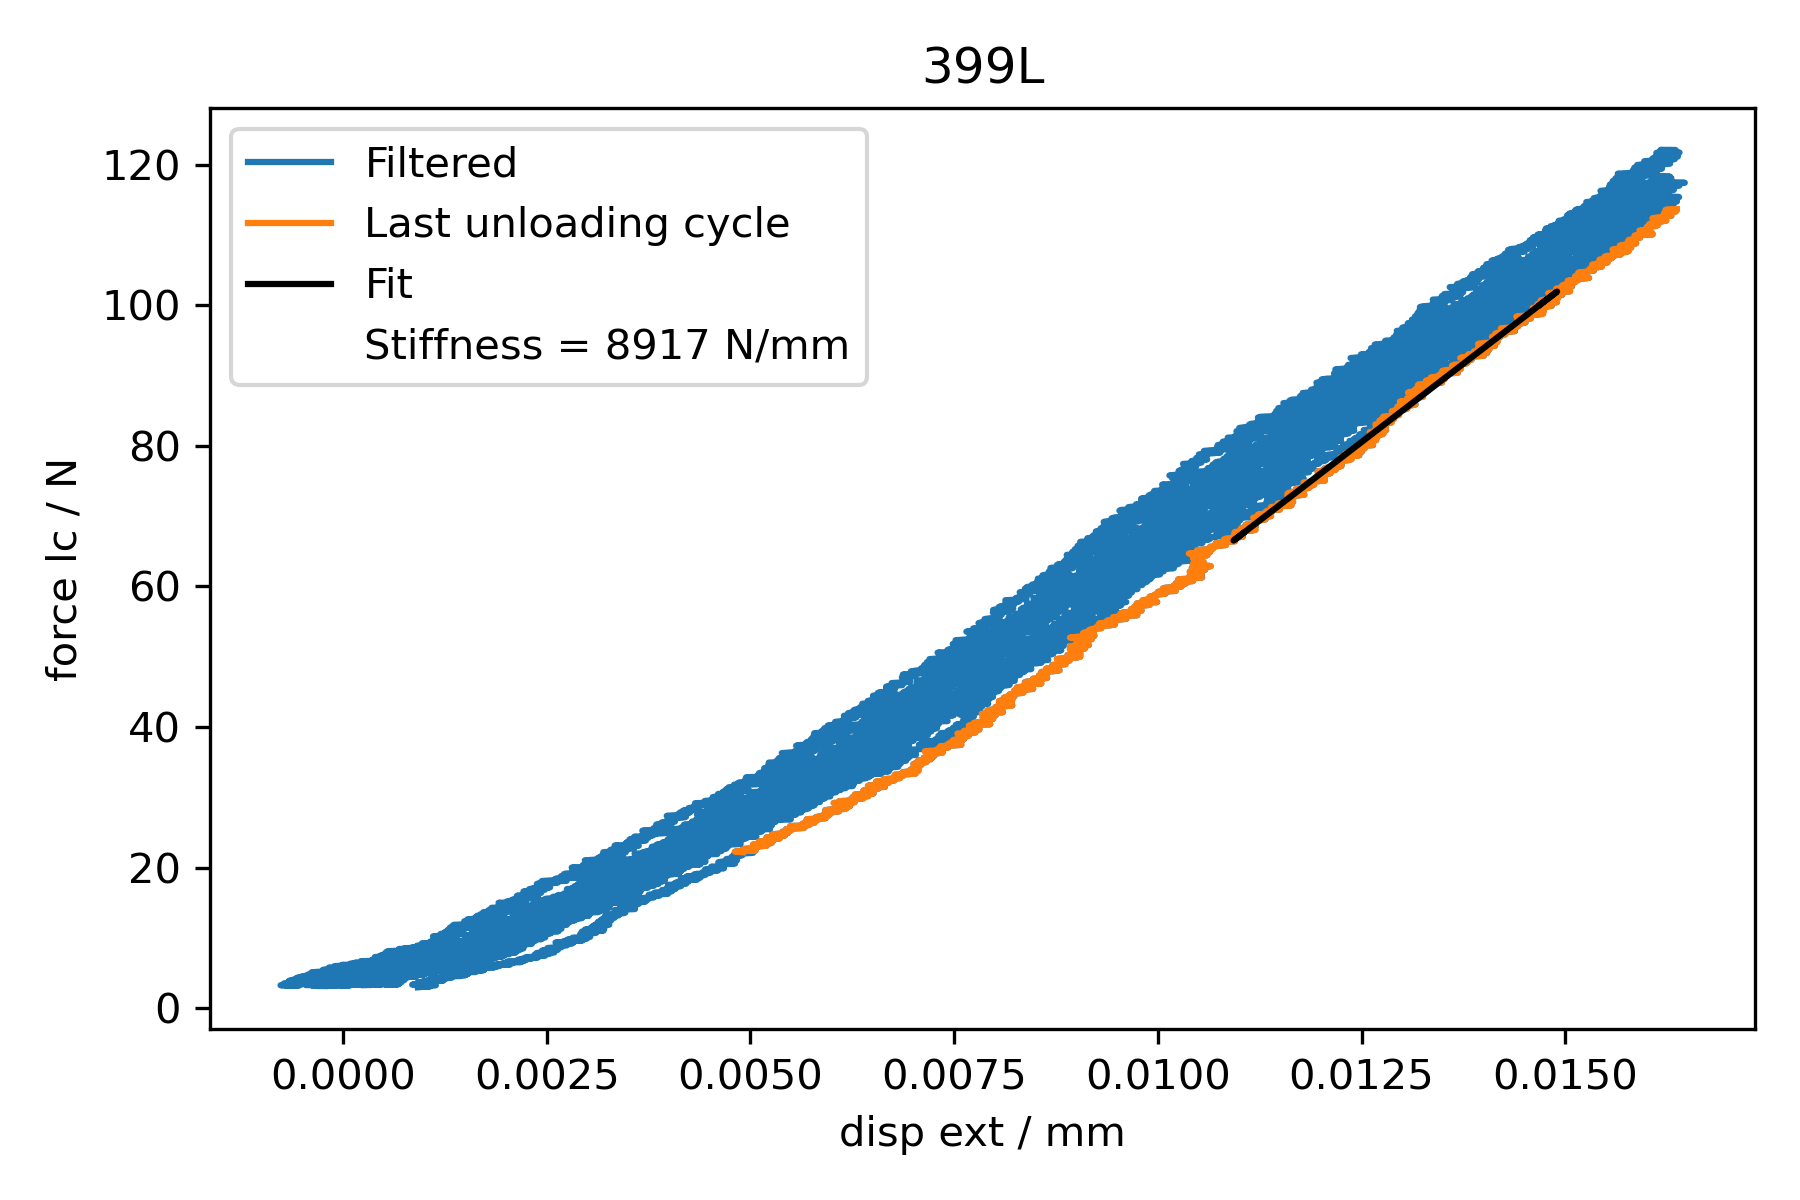 399L
Filtered
Last unloading cycle
Fit
Stiffness = 8917 N/mm
120
100
80
60
40
20
0
force lc / N
0.0000 0.0025 0.0050 0.0075 0.0100 0.0125 0.0150
disp ext / mm